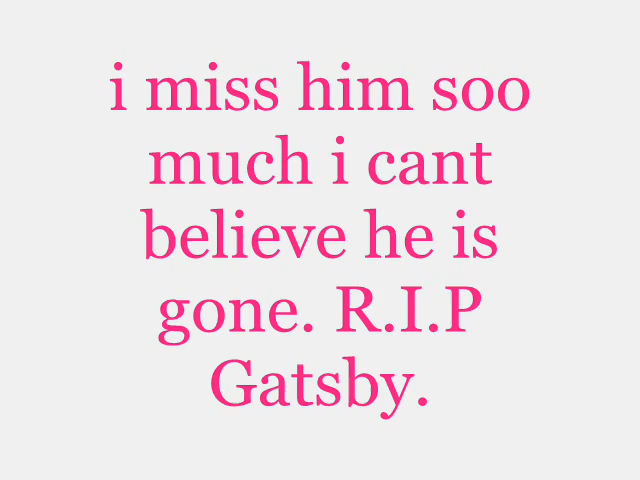 i miss him soo
much i cant
believe he is
gone. R.I.P
Gatsby.